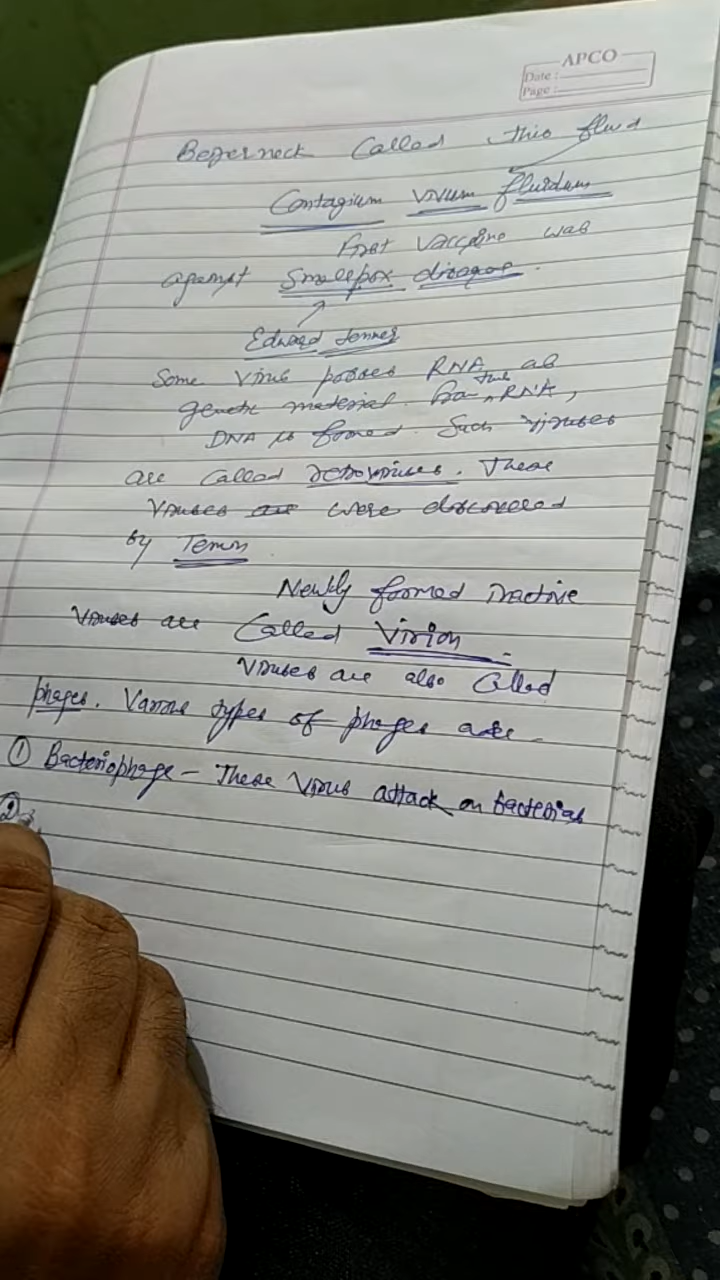 APCO
Date :
Page :
Bejerneck Called this fluid
Contagium vivum fluidum
First vaccine was
against Smallpox disease.
Edward Jenner
Some virus posses RNA as
genetic material. From this RNA,
DNA is formed. Such viruses
are called retroviruses. These
Viruses are were discovered
by Temin
Newly formed inactive
Viruses are Called Virion.
Viruses are also Called
phages. Various types of phages are
① Bacteriophage - These Virus attack on bacterias
②